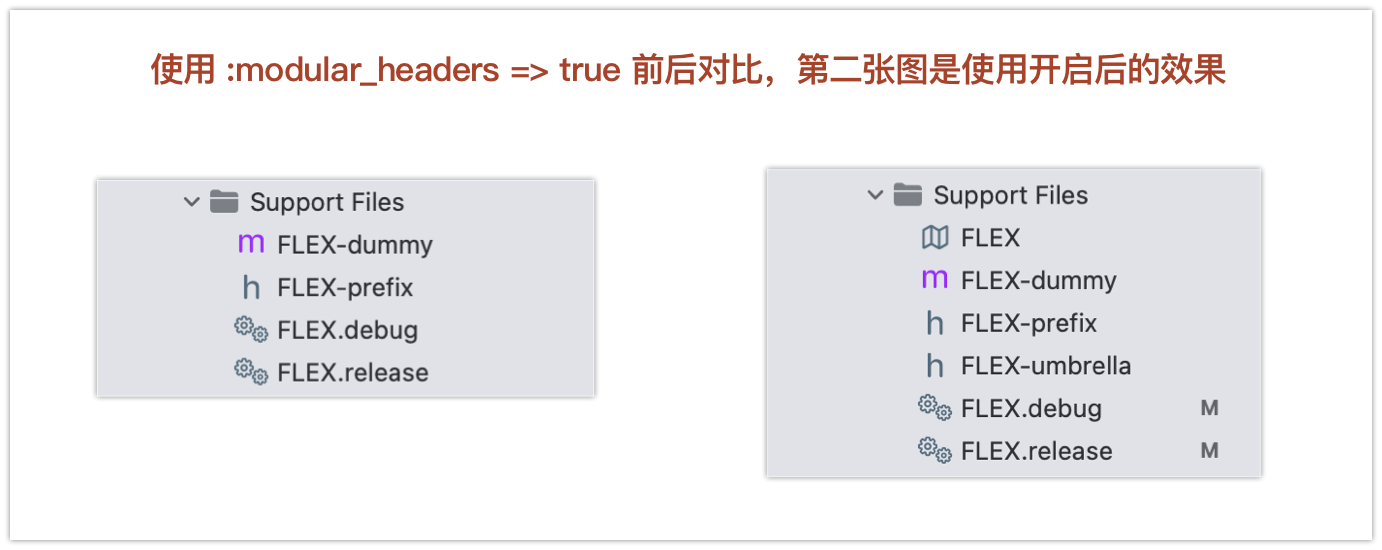 使用 :modular_headers => true 前后对比，第二张图是使用开启后的效果
Support Files
m FLEX-dummy
h FLEX-prefix
FLEX.debug
FLEX.release
Support Files
FLEX
m FLEX-dummy
h FLEX-prefix
h FLEX-umbrella
FLEX.debug M
FLEX.release M